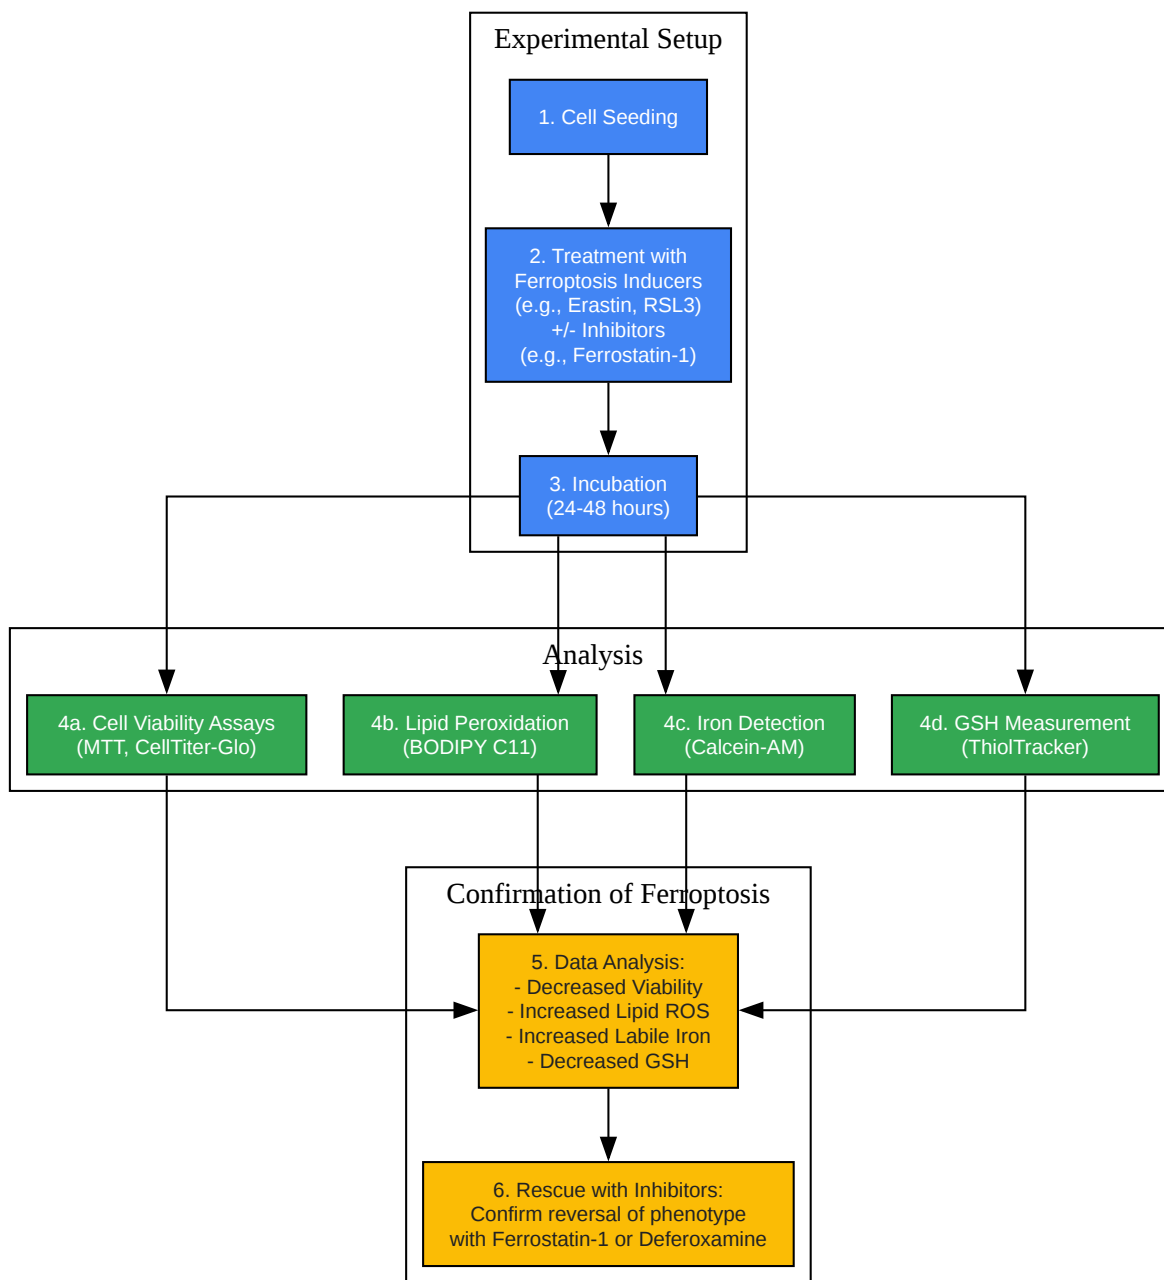 Experimental Setup
1. Cell Seeding
2. Treatment with
Ferroptosis Inducers
(e.g., Erastin, RSL3)
+/- Inhibitors
(e.g., Ferrostatin-1)
3. Incubation
(24-48 hours)
Analysis
4a. Cell Viability Assays
(MTT, CellTiter-Glo)
4b. Lipid Peroxidation
(BODIPY C11)
4c. Iron Detection
(Calcein-AM)
4d. GSH Measurement
(ThiolTracker)
Confirmation of Ferroptosis
5. Data Analysis:
- Decreased Viability
- Increased Lipid ROS
- Increased Labile Iron
- Decreased GSH
6. Rescue with Inhibitors:
Confirm reversal of phenotype
with Ferrostatin-1 or Deferoxamine